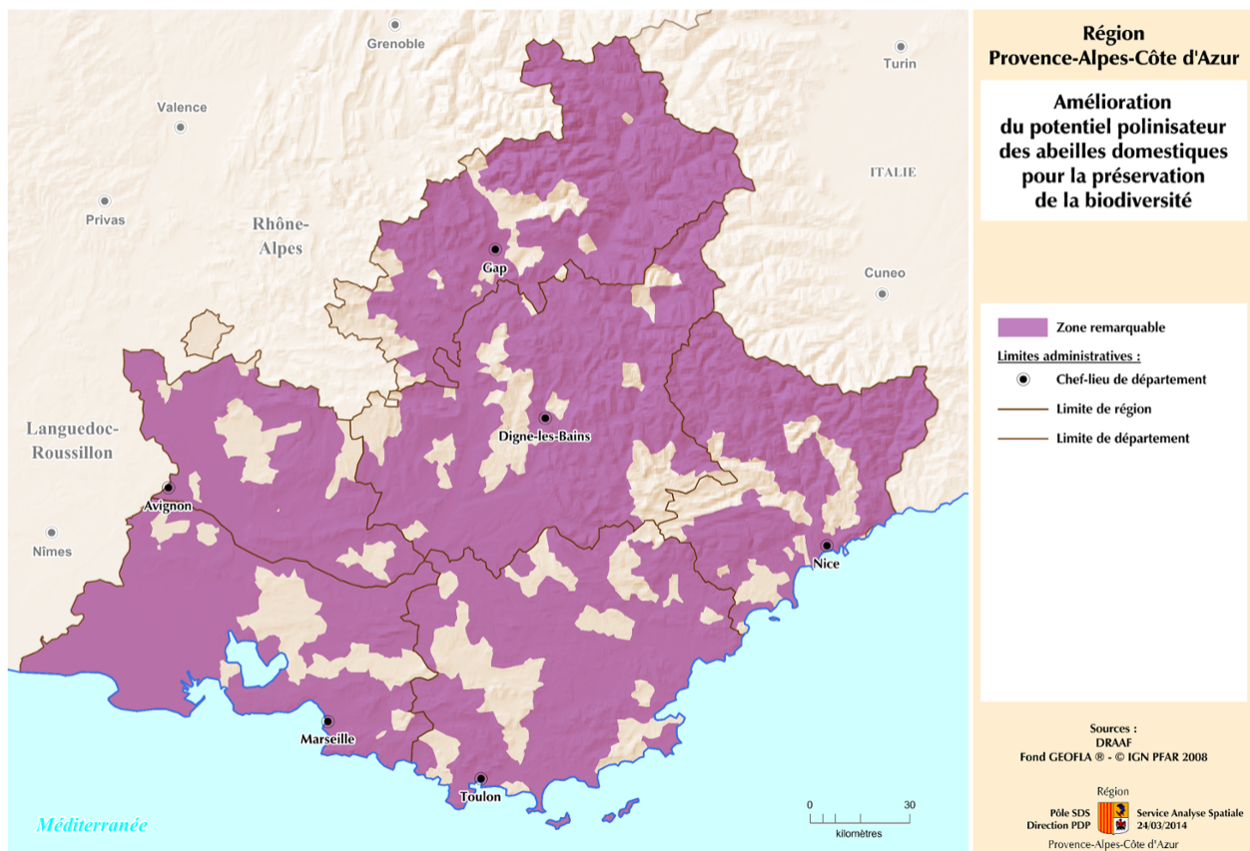 Grenoble
Turin
Valence
ITALIE
Privas
Rhône-
Alpes
Gap
Cuneo
Languedoc-
Roussillon
Digne-les-Bains
Avignon
Nîmes
Nice
Marseille
Toulon
Méditerranée
0
30
kilomètres
Région
Provence-Alpes-Côte d'Azur
Amélioration
du potentiel polinisateur
des abeilles domestiques
pour la préservation
de la biodiversité
Zone remarquable
Limites administratives :
Chef-lieu de département
Limite de région
Limite de département
Sources :
DRAAF
Fond GEOFLA ® - © IGN PFAR 2008
Région
Pôle SDS
Direction PDP
Service Analyse Spatiale
24/03/2014
Provence-Alpes-Côte d'Azur